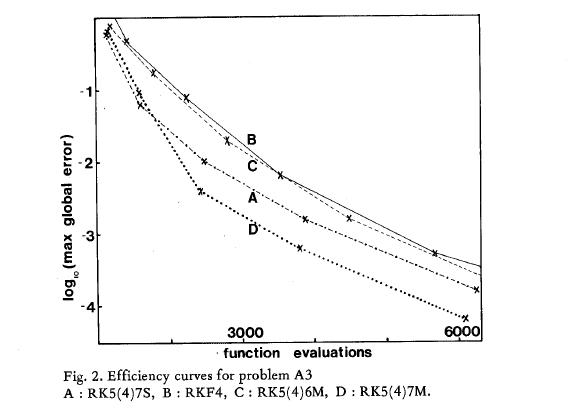 -1
-2
-3
-4
log₁₀ (max global error)
B
C
A
D
3000
6000
function evaluations
Fig. 2. Efficiency curves for problem A3
A : RK5(4)7S, B : RKF4, C : RK5(4)6M, D : RK5(4)7M.